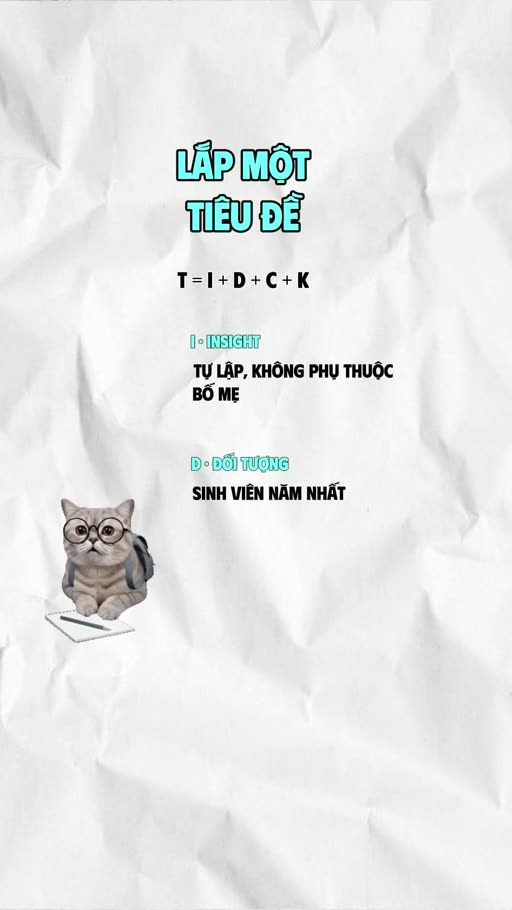 LẮP MỘT
TIÊU ĐỀ
T = I + D + C + K
I - INSIGHT
TỰ LẬP, KHÔNG PHỤ THUỘC
BỐ MẸ
D - ĐỐI TƯỢNG
SINH VIÊN NĂM NHẤT